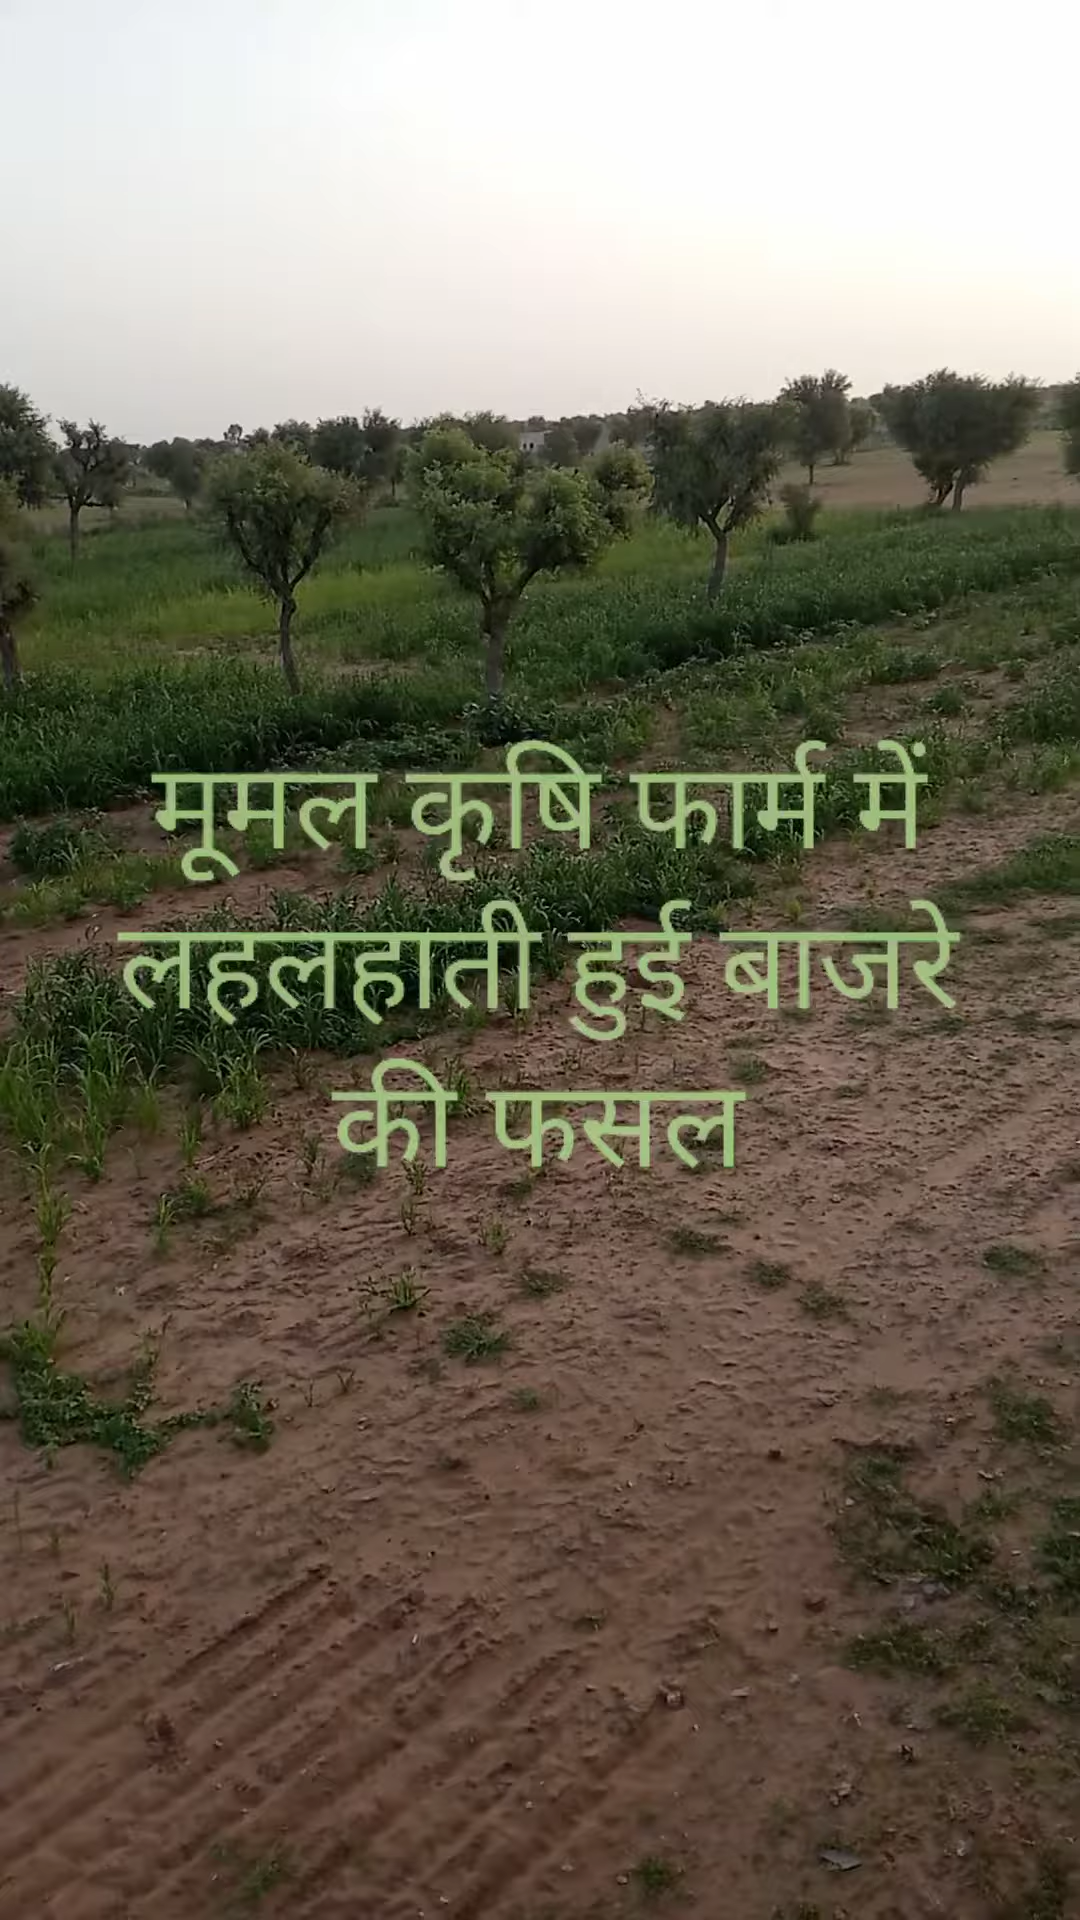 मूमल कृषि फार्म में
लहलहाती हुई बाजरे
की फसल